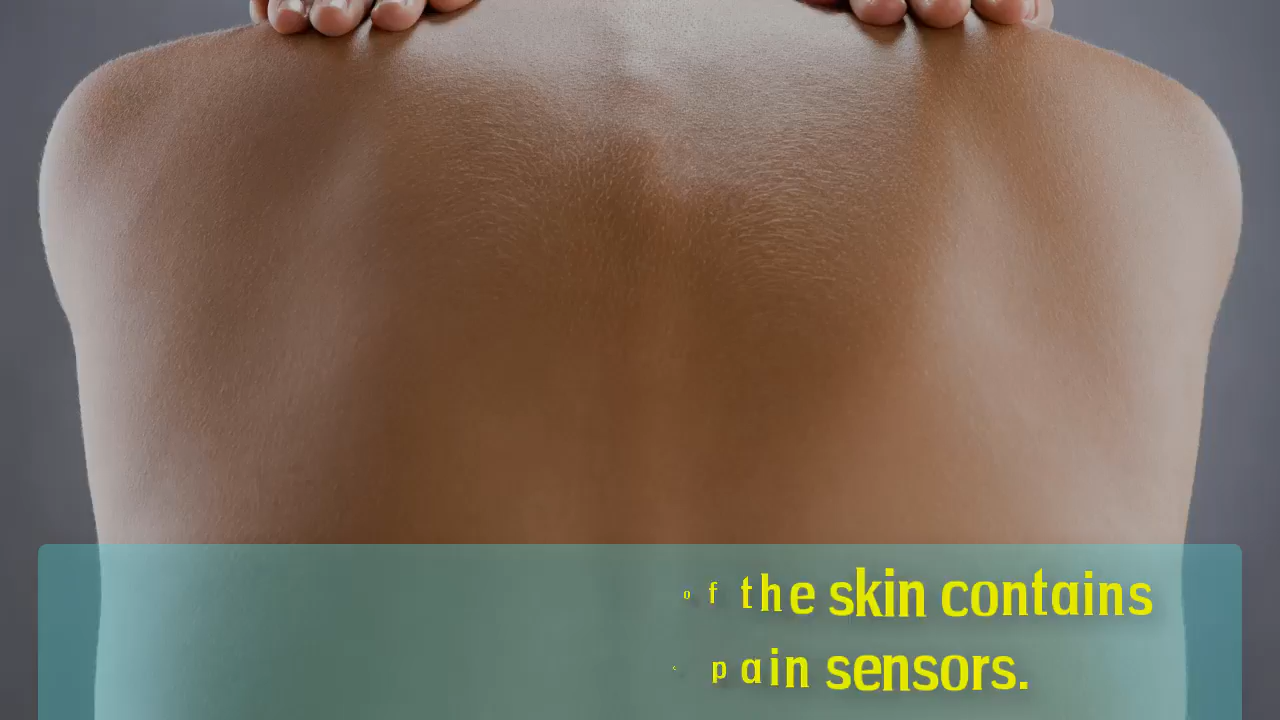 of the skin contains
pain sensors.